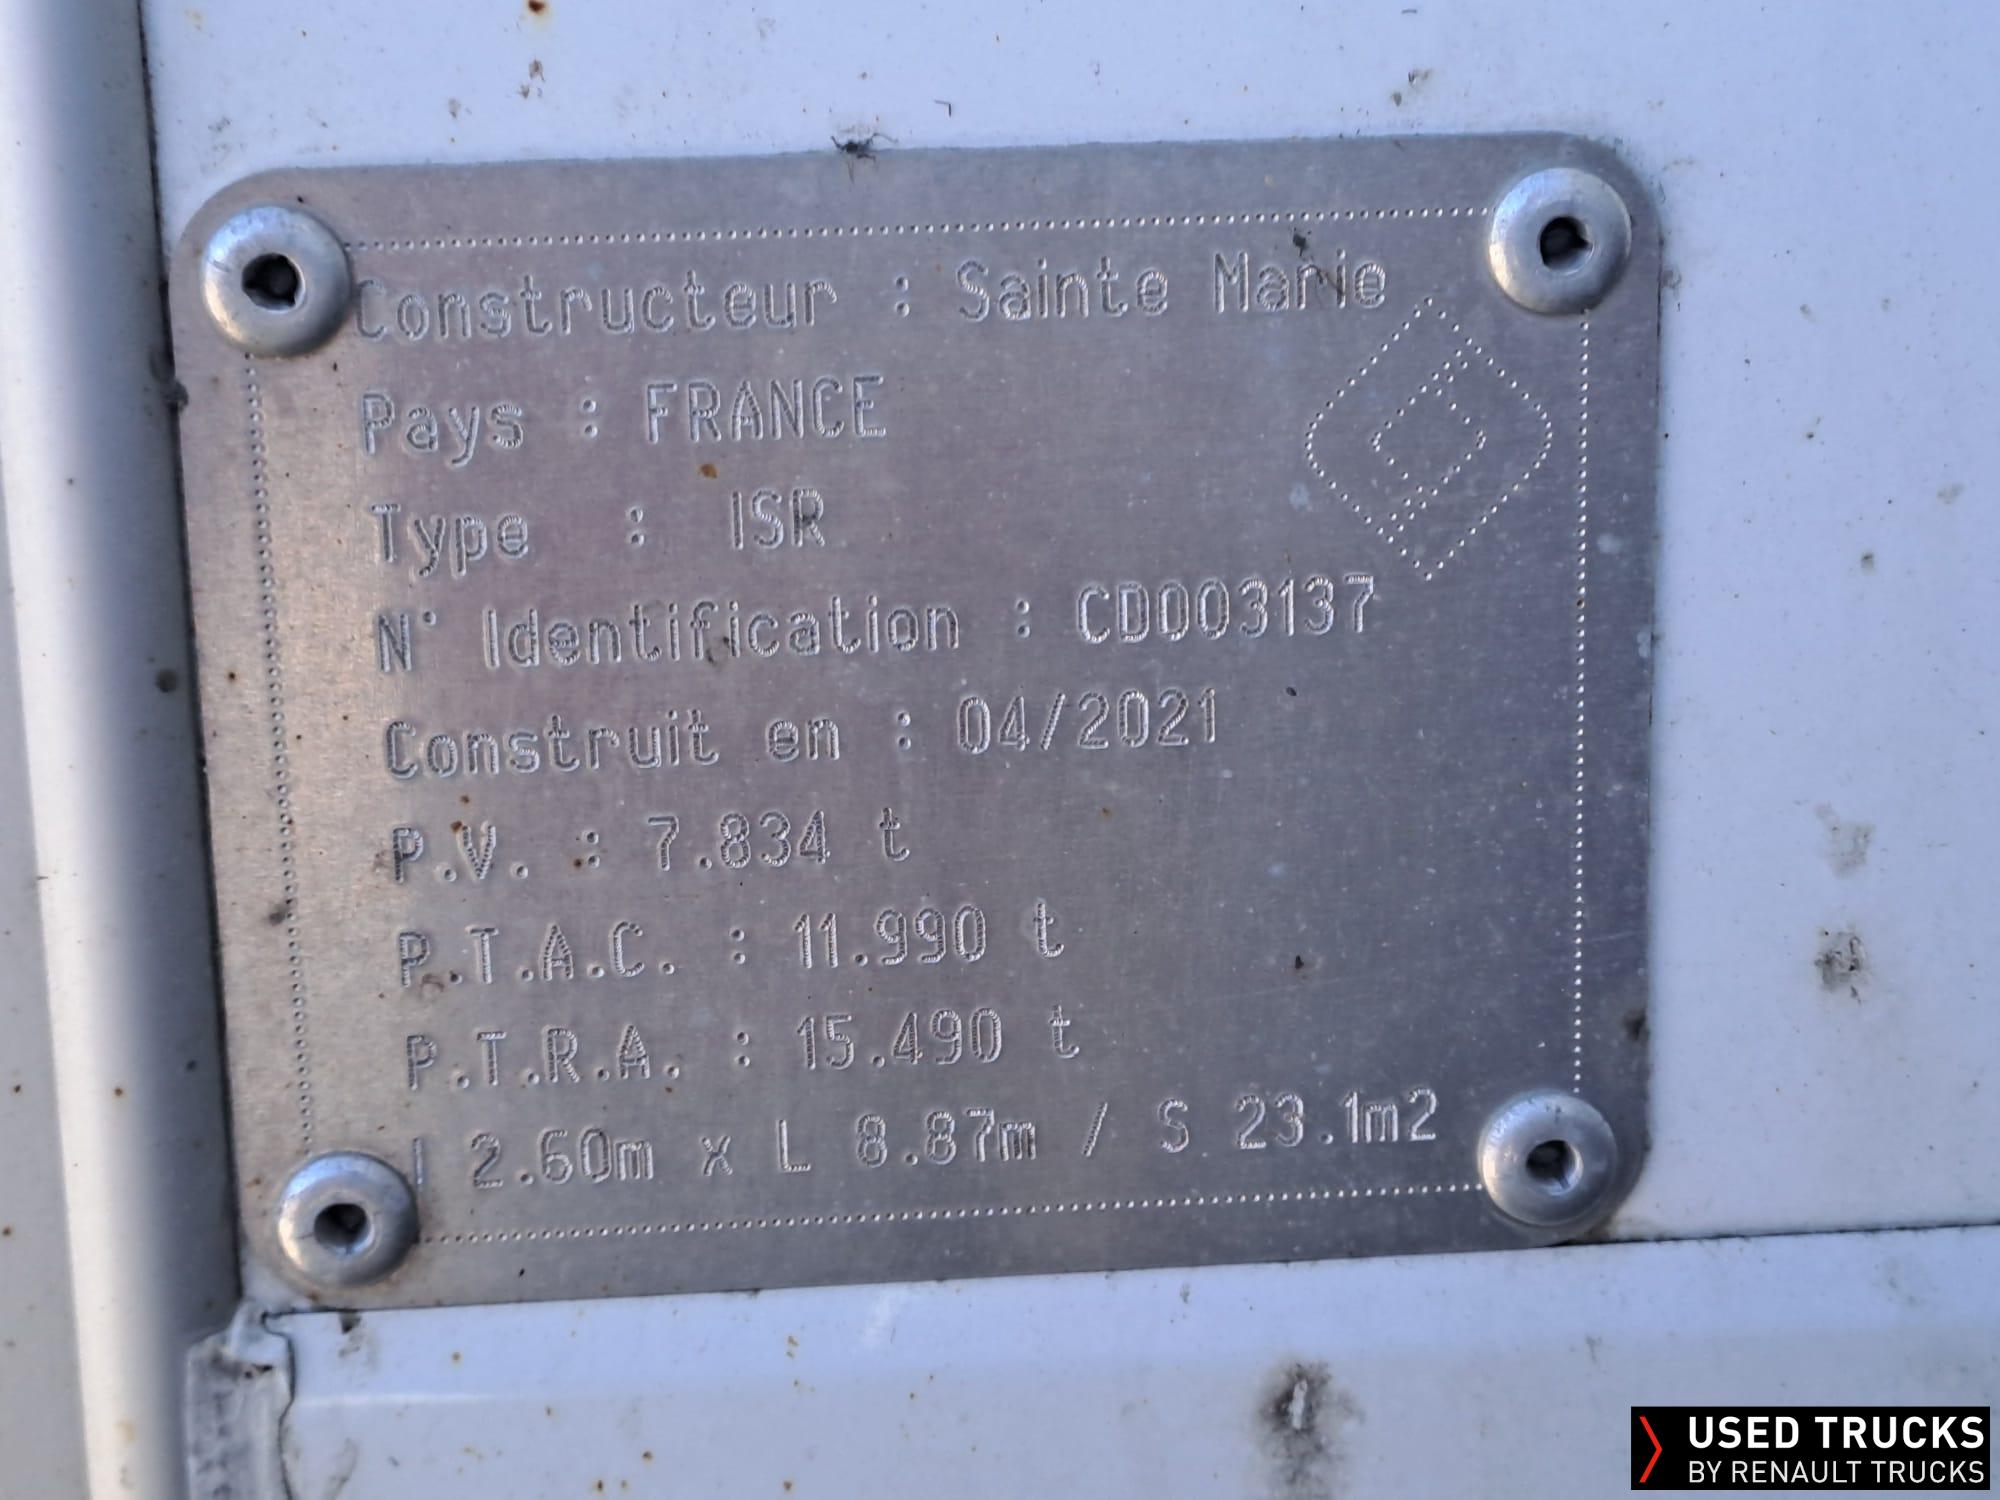 Constructeur : Sainte Marie
Pays : FRANCE
Type : ISR
N° Identification : CD003137
Construit en : 04/2021
P.V. : 7.834 t
P.T.A.C. : 11.990 t
P.T.R.A. : 15.490 t
l 2.60m x L 8.87m / S 23.1m2
USED TRUCKS
BY RENAULT TRUCKS